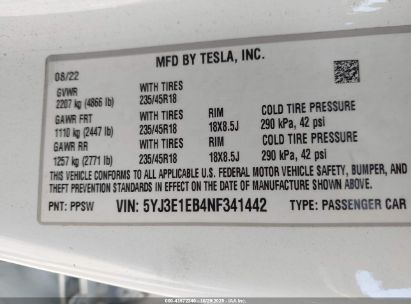 MFD BY TESLA, INC.
08/22
GVWR WITH TIRES
2207 kg (4866 lb) 235/45R18
GAWR FRT WITH TIRES RIM COLD TIRE PRESSURE
1110 kg (2447 lb) 235/45R18 18X8.5J 290 kPa, 42 psi
GAWR RR WITH TIRES RIM COLD TIRE PRESSURE
1257 kg (2771 lb) 235/45R18 18X8.5J 290 kPa, 42 psi
THIS VEHICLE CONFORMS TO ALL APPLICABLE U.S. FEDERAL MOTOR VEHICLE SAFETY, BUMPER, AND
THEFT PREVENTION STANDARDS IN EFFECT ON THE DATE OF MANUFACTURE SHOWN ABOVE.
PNT: PPSW VIN: 5YJ3E1EB4NF341442 TYPE: PASSENGER CAR